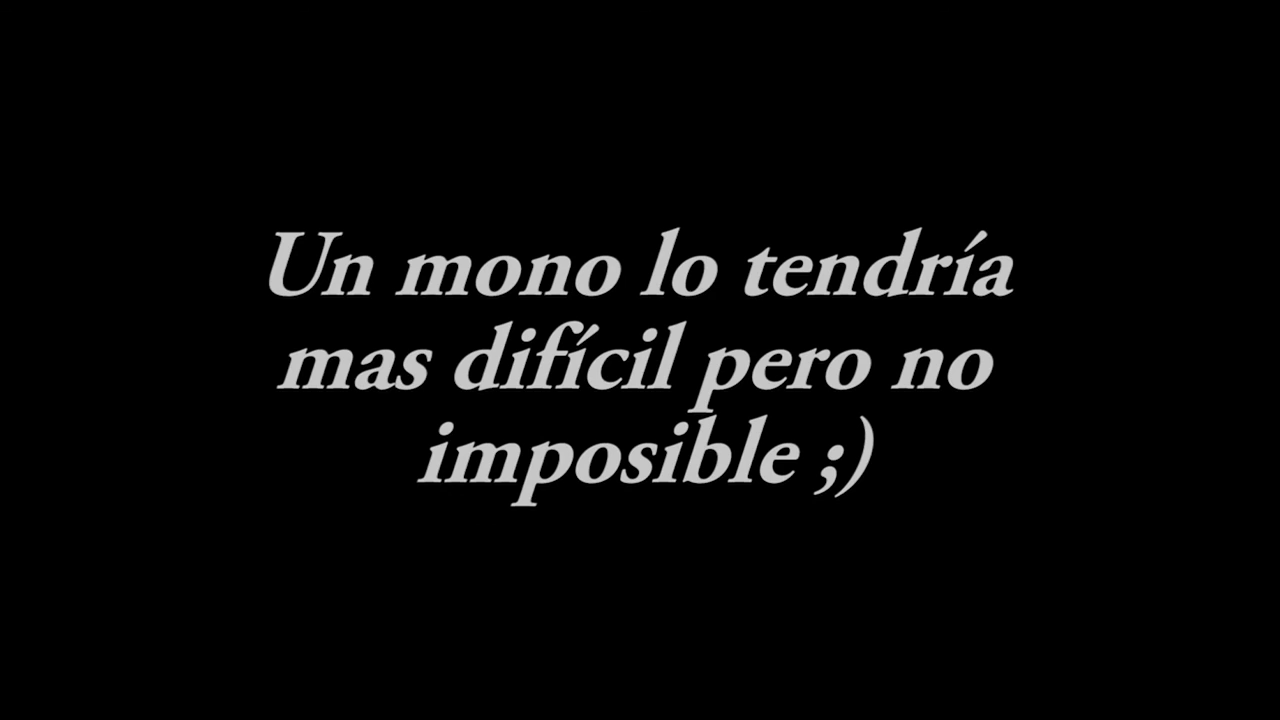 Un mono lo tendría
mas difícil pero no
imposible ;)